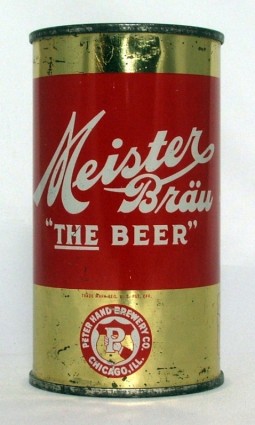 Meister
Bräu
"THE BEER"
PETER HAND BREWERY CO.
P
CHICAGO, ILL.